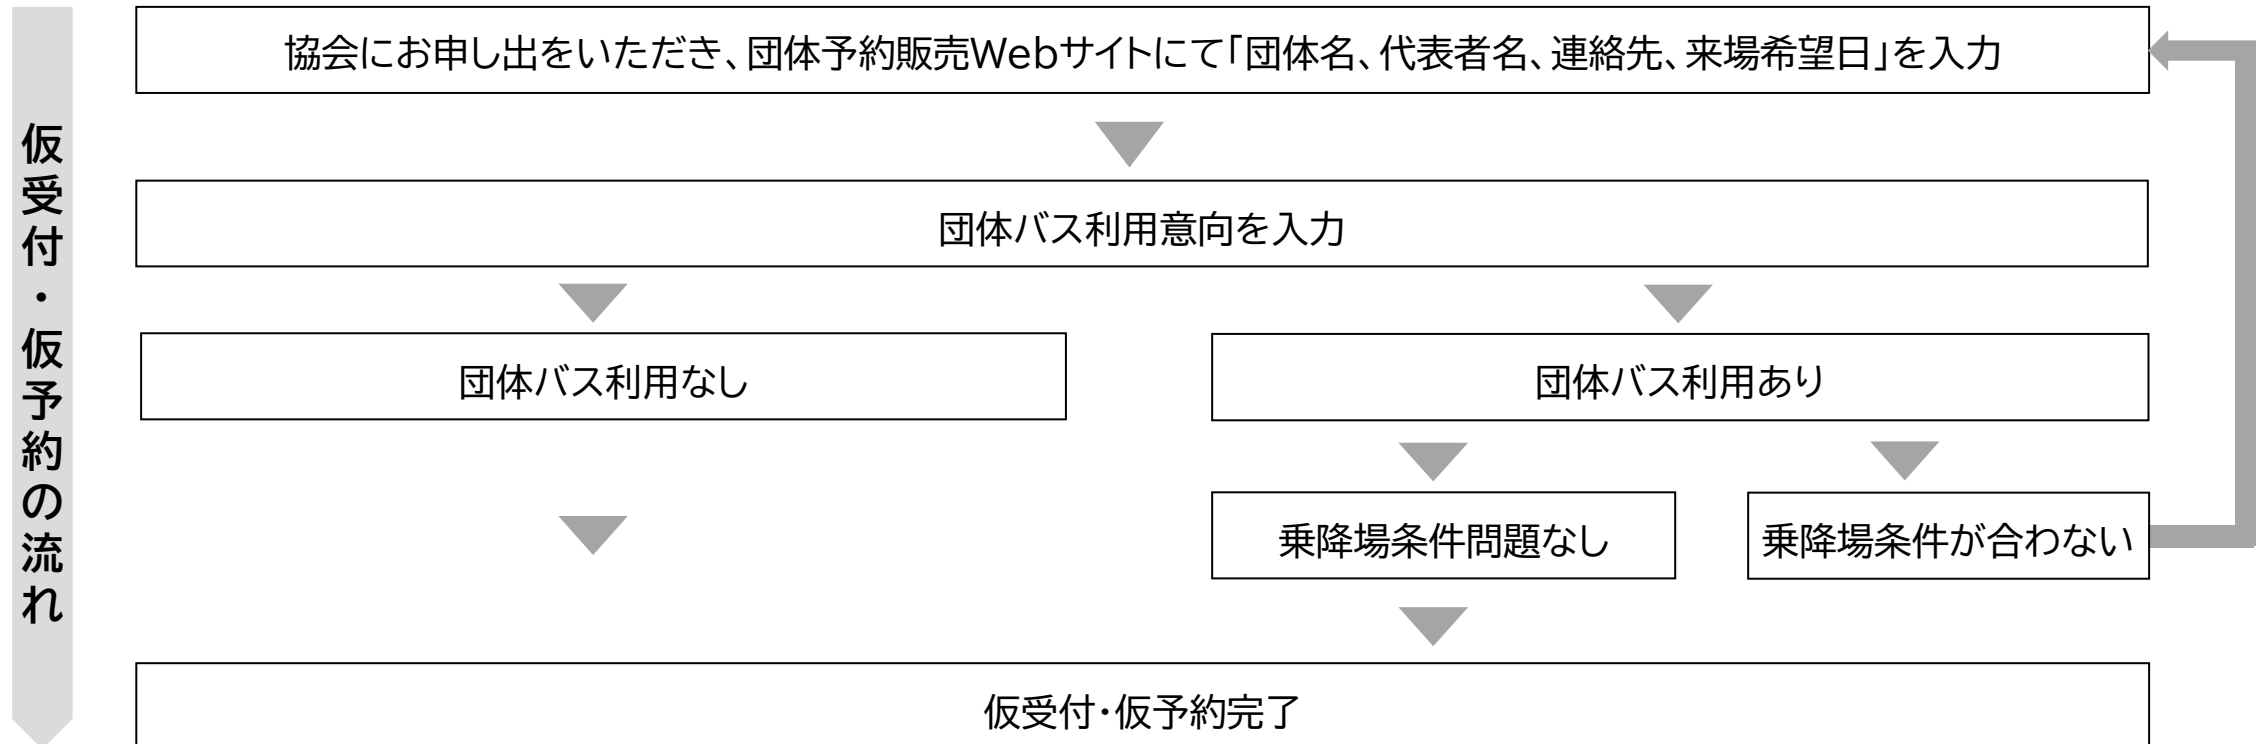 仮受付・仮予約の流れ
協会にお申し出をいただき、団体予約販売Webサイトにて「団体名、代表者名、連絡先、来場希望日」を入力
団体バス利用意向を入力
団体バス利用なし
団体バス利用あり
乗降場条件問題なし
乗降場条件が合わない
仮受付・仮予約完了